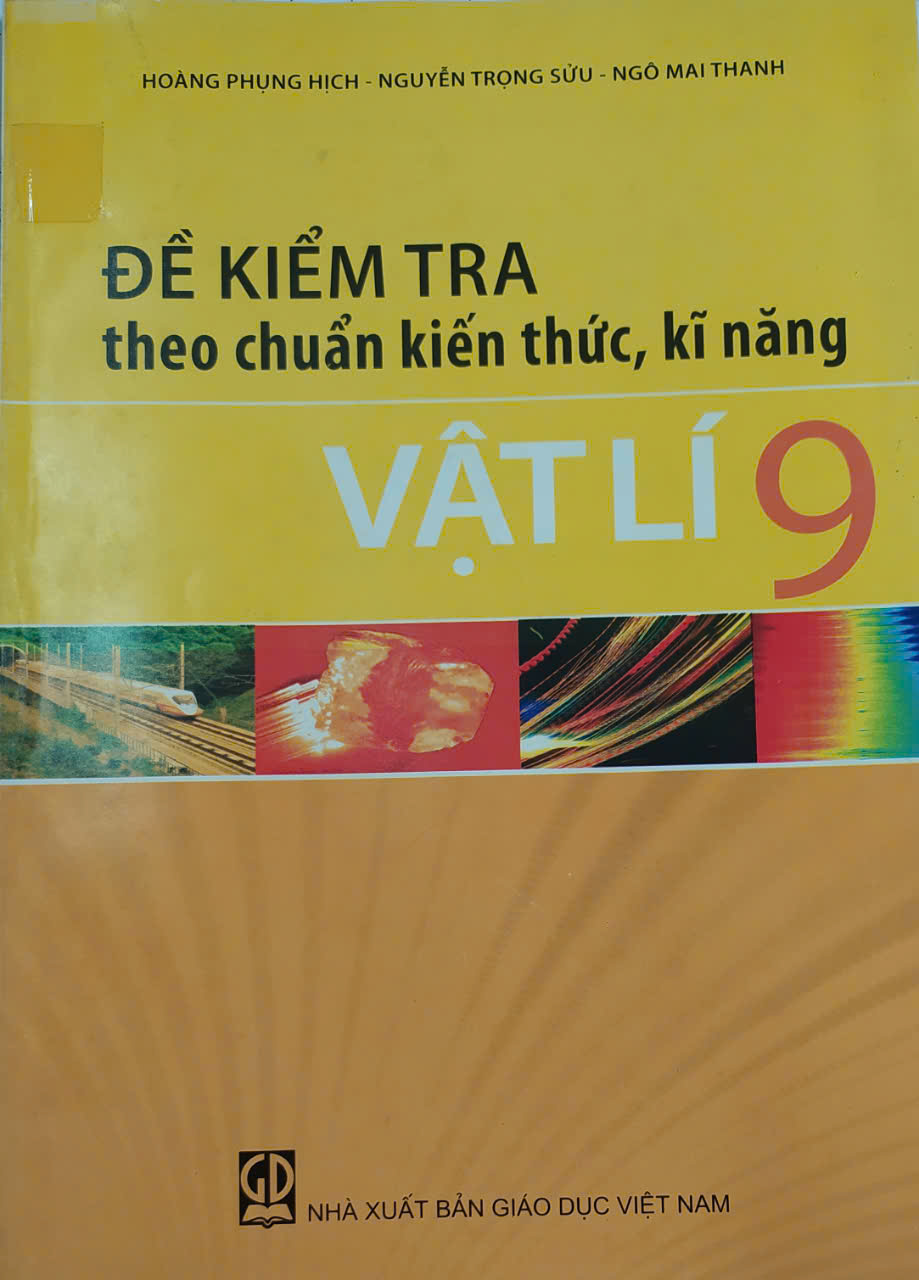 HOÀNG PHỤNG HỊCH - NGUYỄN TRỌNG SỬU - NGÔ MAI THANH
ĐỀ KIỂM TRA
theo chuẩn kiến thức, kĩ năng
VẬT LÍ 9
GD
NHÀ XUẤT BẢN GIÁO DỤC VIỆT NAM